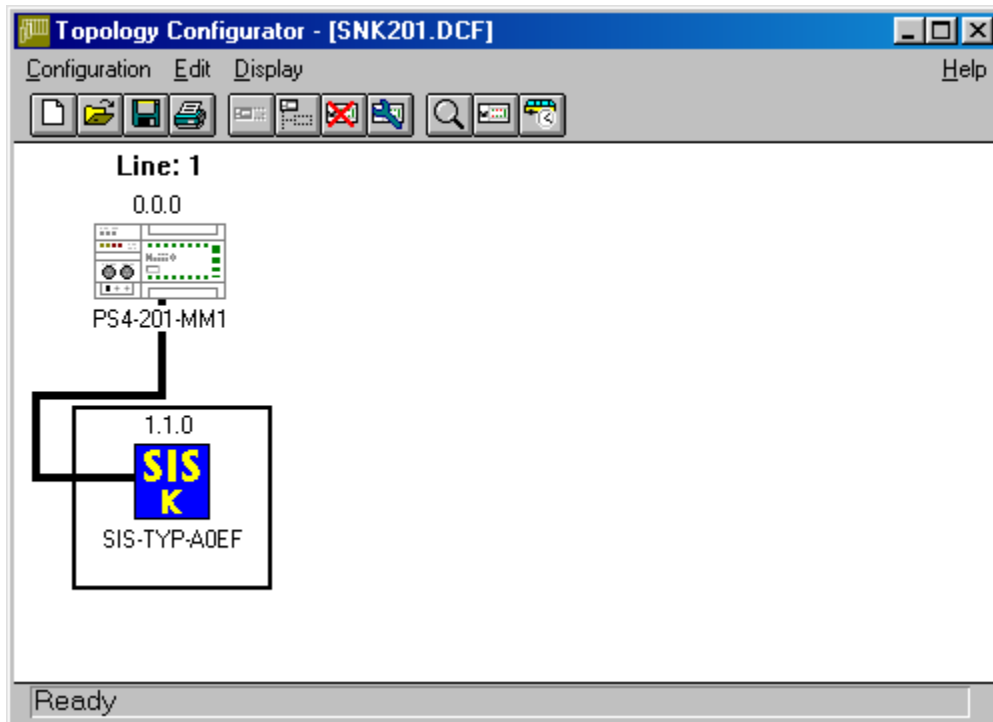 Topology Configurator - [SNK201.DCF]
Configuration Edit Display Help
Line: 1
0.0.0
PS4-201-MM1
1.1.0
SIS
K
SIS-TYP-A0EF
Ready